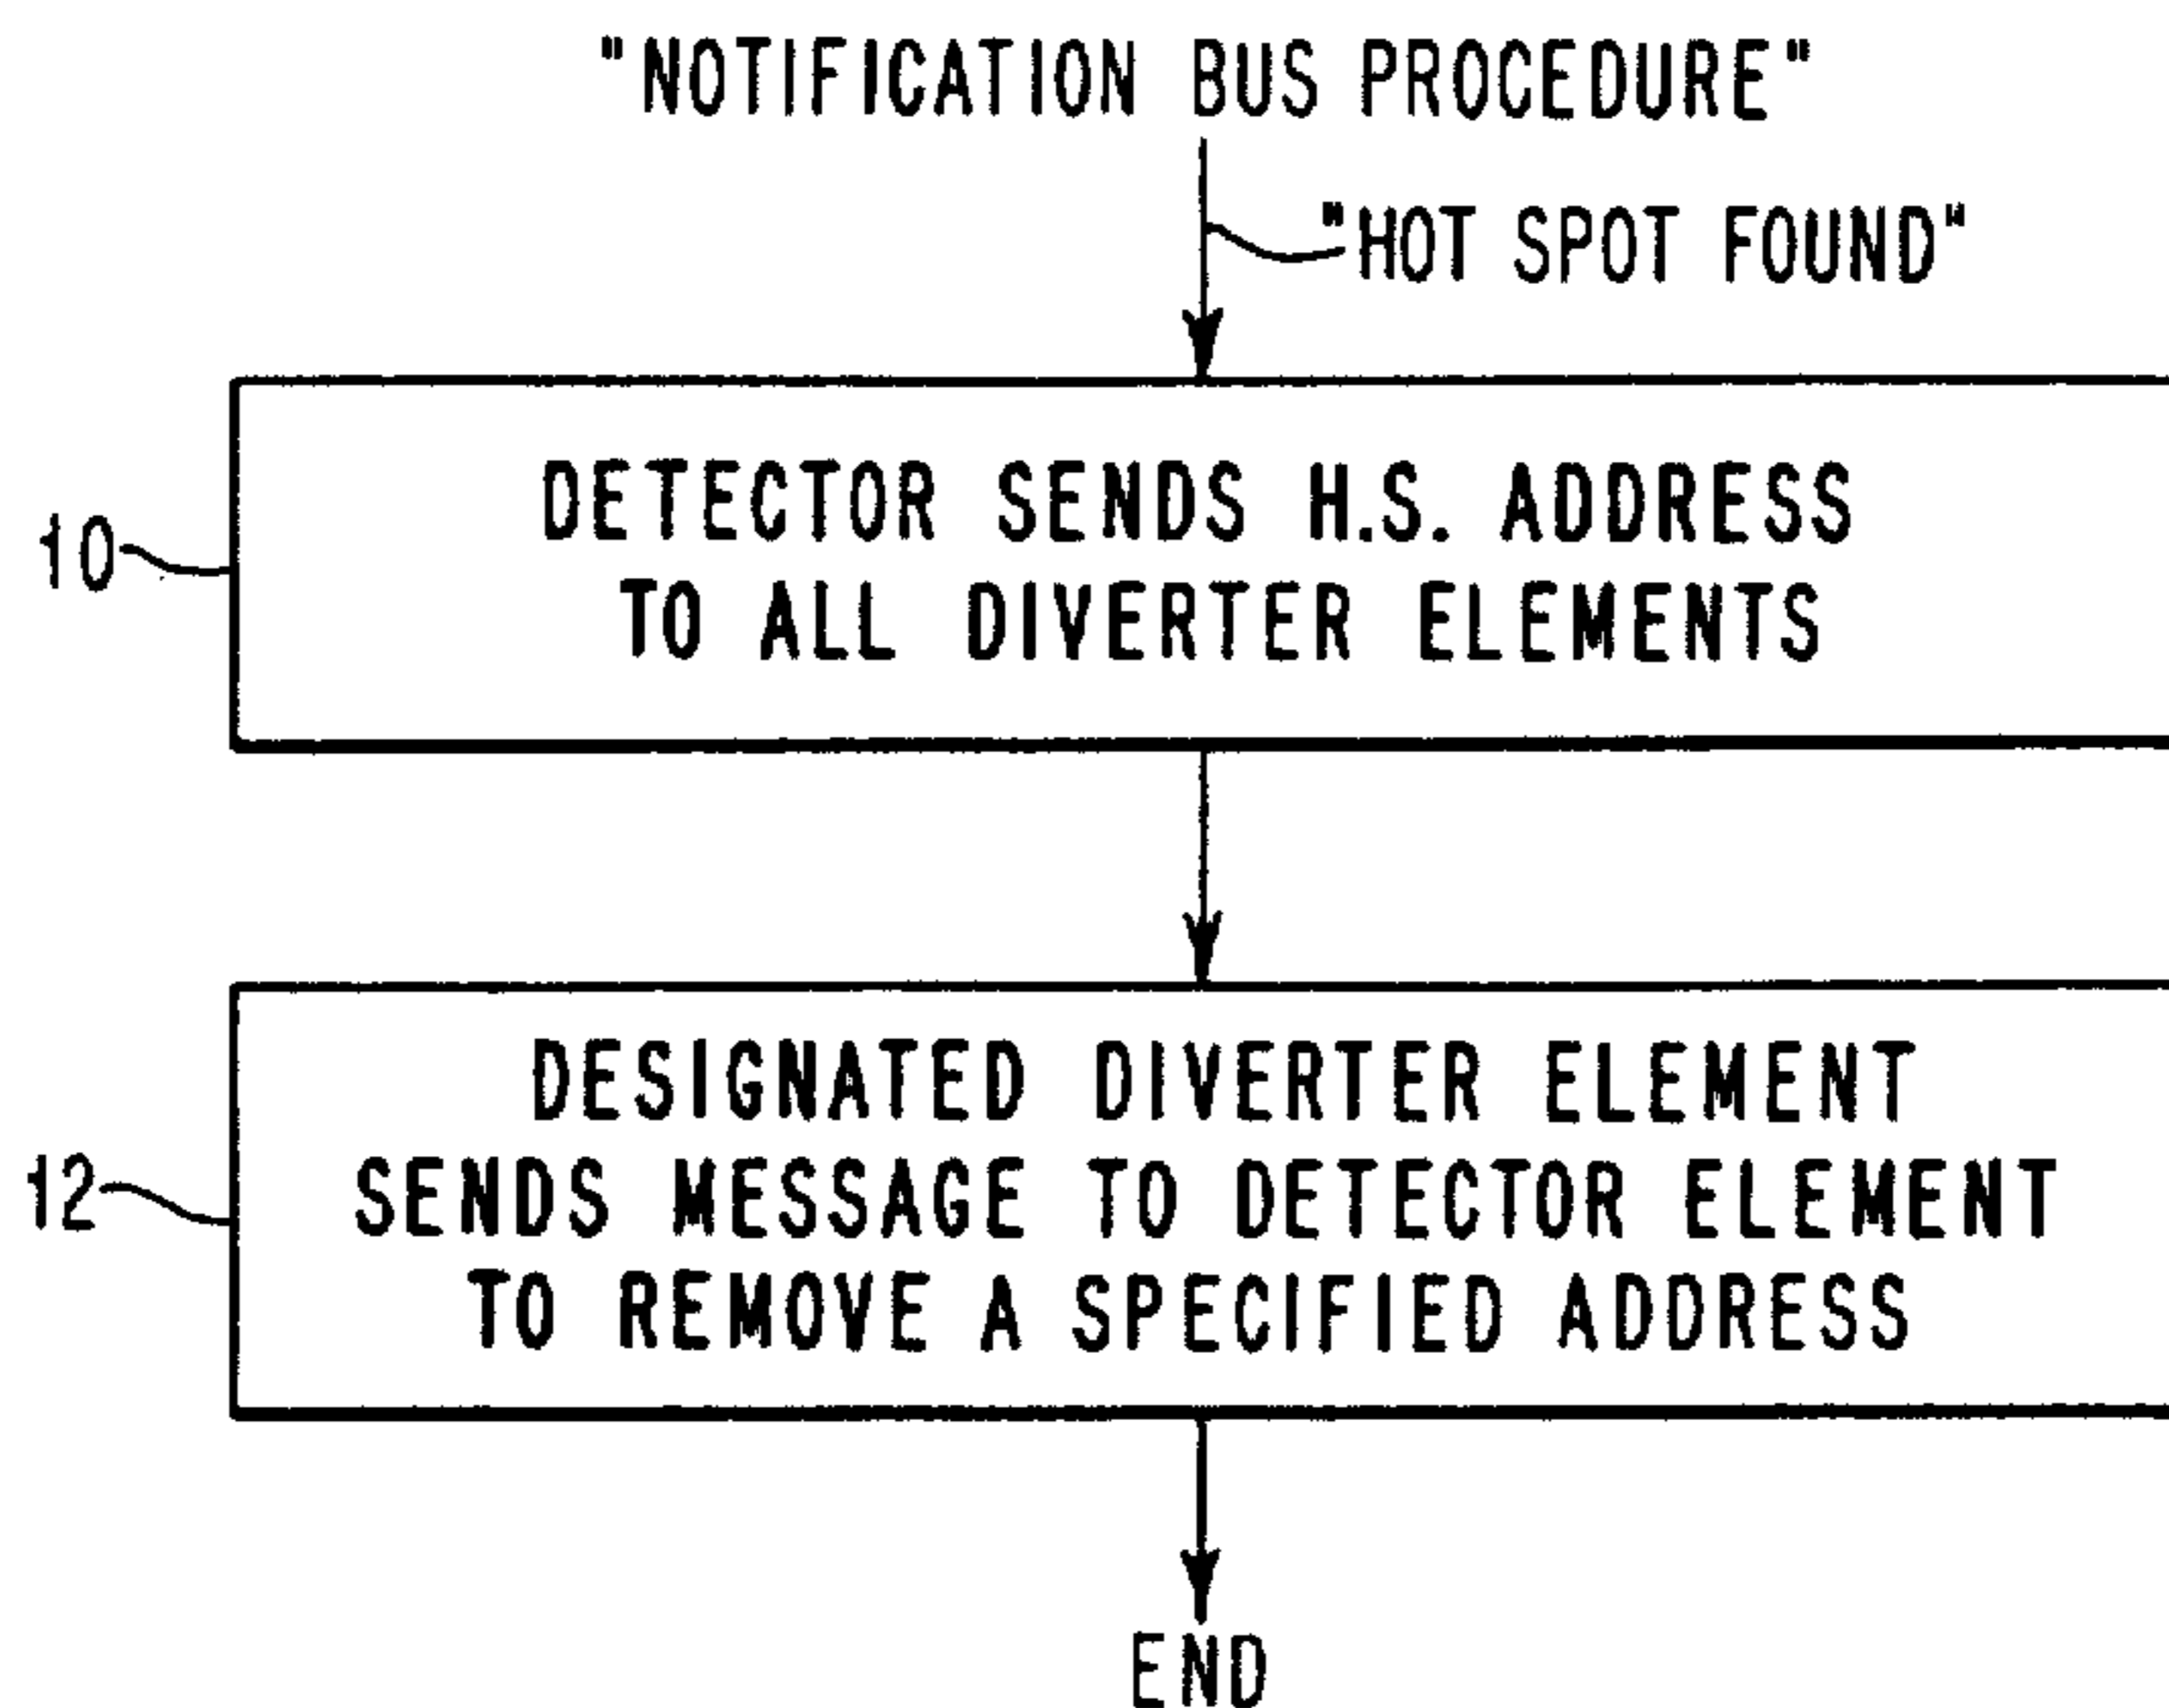 "NOTIFICATION BUS PROCEDURE"
"HOT SPOT FOUND"
10
DETECTOR SENDS H.S. ADDRESS
TO ALL DIVERTER ELEMENTS
12
DESIGNATED DIVERTER ELEMENT
SENDS MESSAGE TO DETECTOR ELEMENT
TO REMOVE A SPECIFIED ADDRESS
END